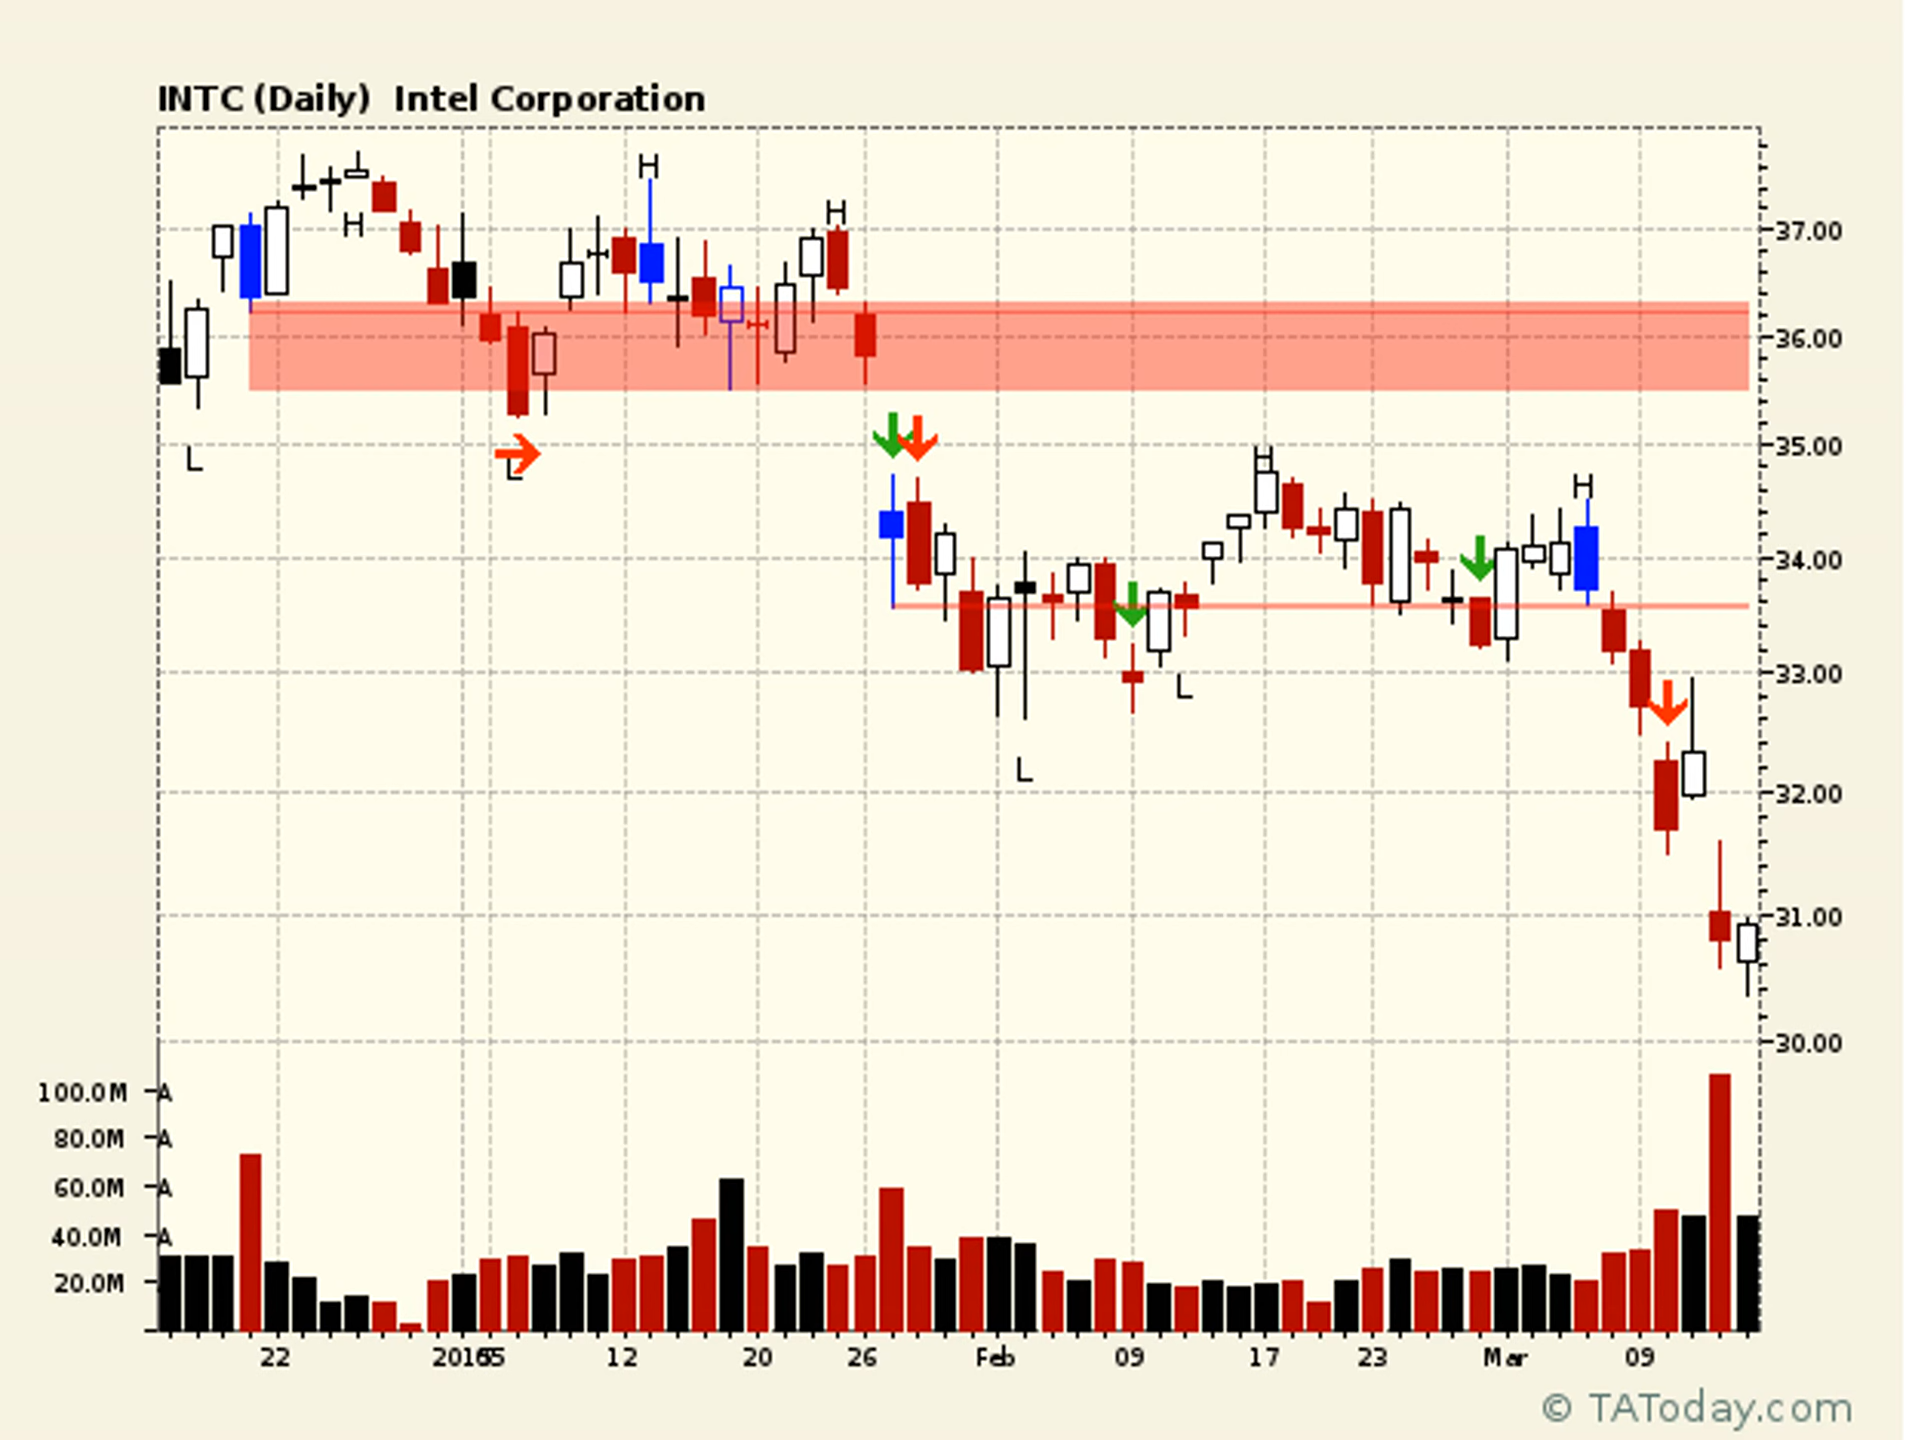 INTC (Daily) Intel Corporation
H
H
H
37.00
36.00
L
L
35.00
H
H
34.00
33.00
L
L
32.00
31.00
30.00
100.0M A
80.0M A
60.0M A
40.0M A
20.0M
22 12 20 26 Feb 09 17 23 Mar 09
© TAToday.com